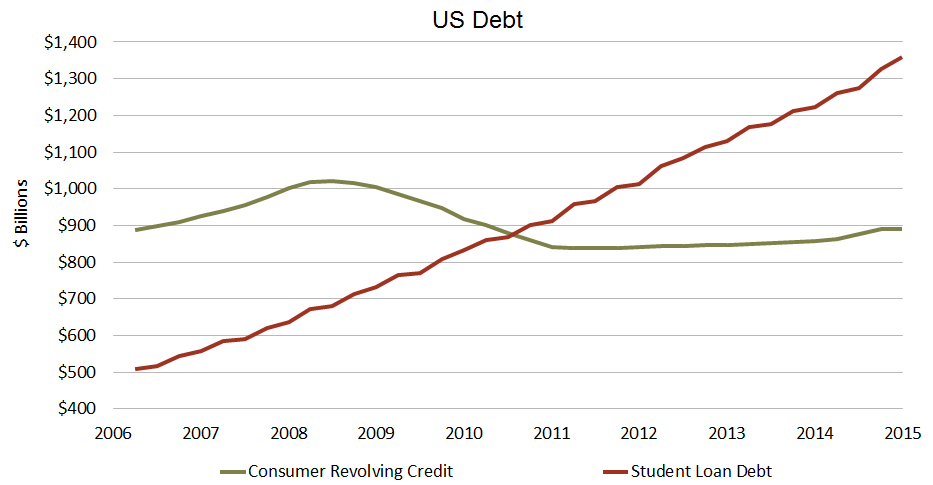 US Debt
$1,400
$1,300
$1,200
$1,100
$1,000
$900
$800
$700
$600
$500
$400
$ Billions
2006 2007 2008 2009 2010 2011 2012 2013 2014 2015
Consumer Revolving Credit Student Loan Debt